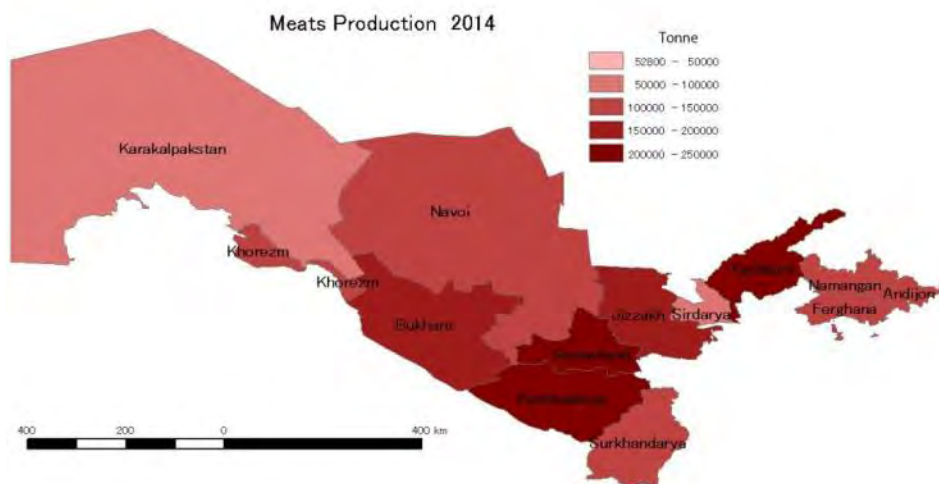 Meats Production 2014
Tonne
52800 - 50000
50000 - 100000
100000 - 150000
150000 - 200000
200000 - 250000
Karakalpakstan
Navoi
Khorezm
Khorezm
Bukhara
Jizzakh
Sirdarya
Namangan
Andijon
Ferghana
Surkhandarya
400 200 0 400 km